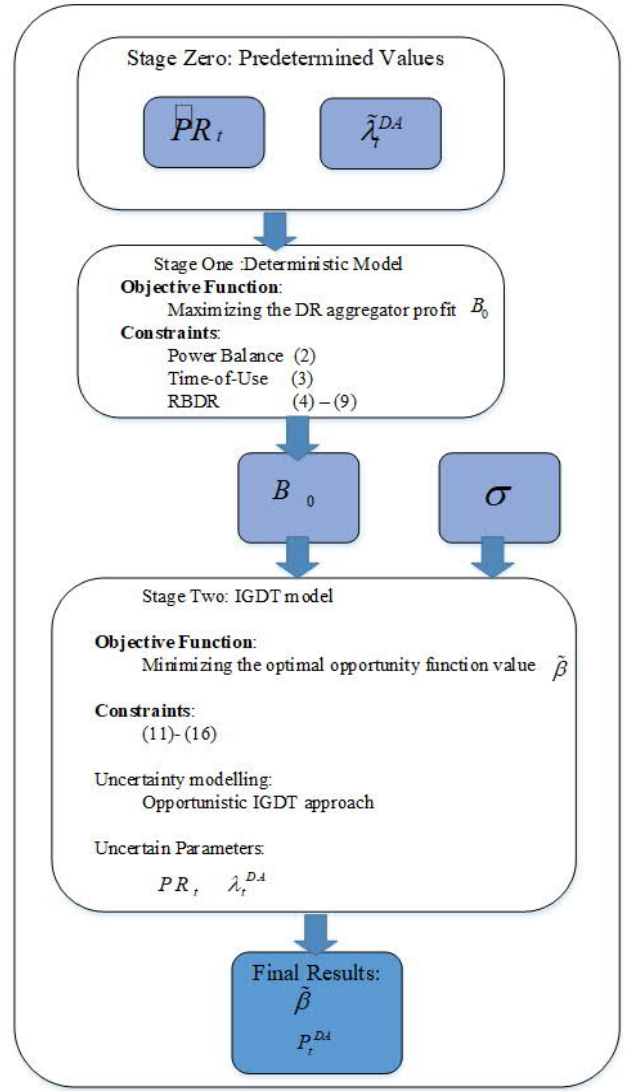 Stage Zero: Predetermined Values
P̃R_t λ̃_t^{DA}
Stage One :Deterministic Model
Objective Function:
Maximizing the DR aggregator profit B_0
Constraints:
Power Balance (2)
Time-of-Use (3)
RBDR (4) – (9)
B_0 σ
Stage Two: IGDT model
Objective Function:
Minimizing the optimal opportunity function value β̃
Constraints:
(11)- (16)
Uncertainty modelling:
Opportunistic IGDT approach
Uncertain Parameters:
PR_t λ_t^{DA}
Final Results:
β̃
P_t^{DA}